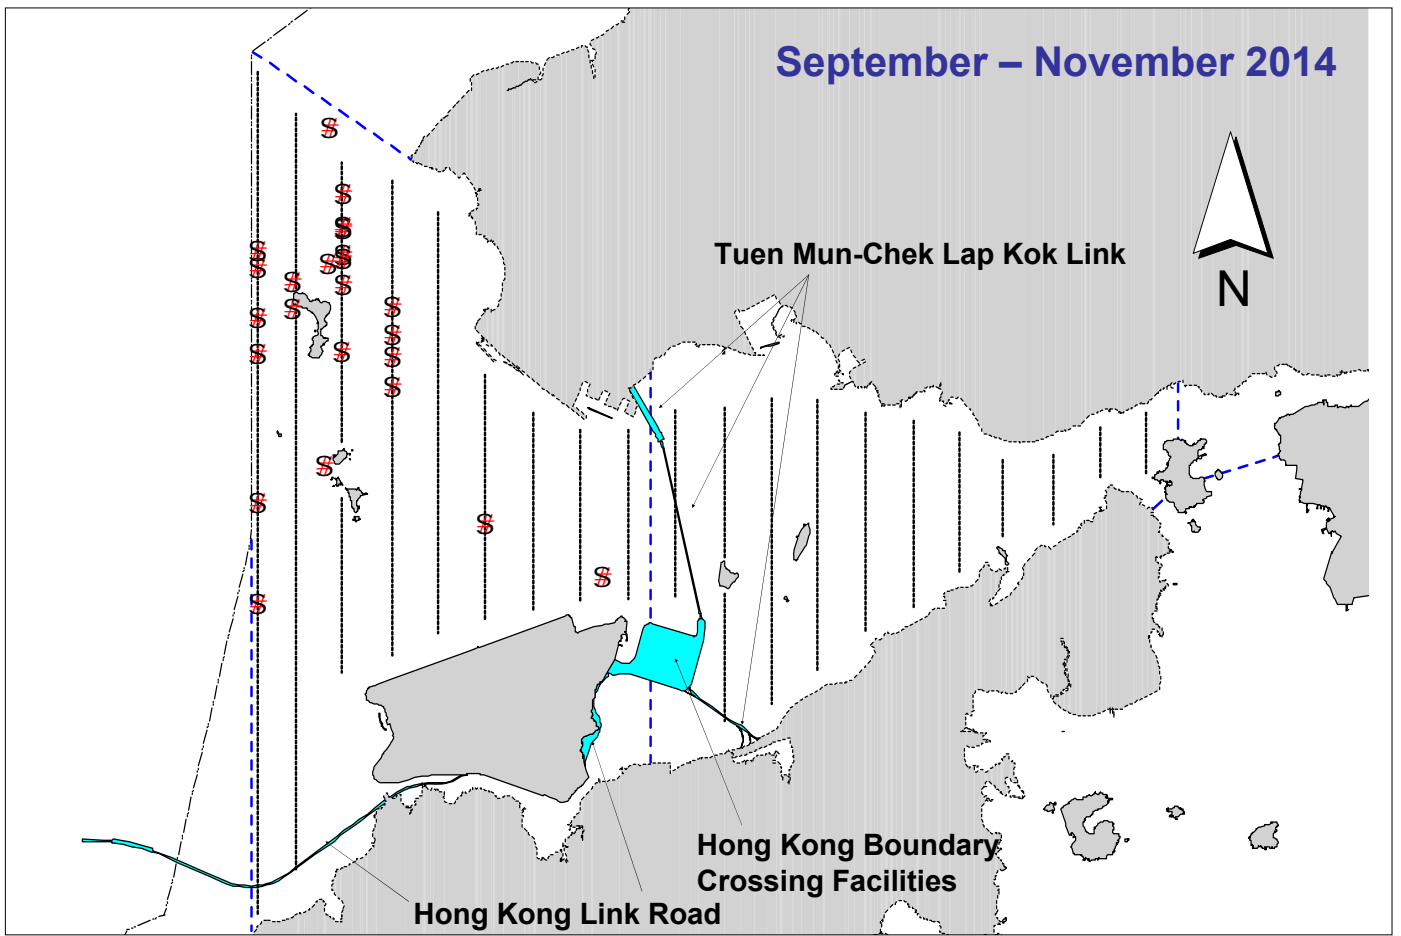 September – November 2014
Tuen Mun-Chek Lap Kok Link
N
Hong Kong Boundary
Crossing Facilities
Hong Kong Link Road